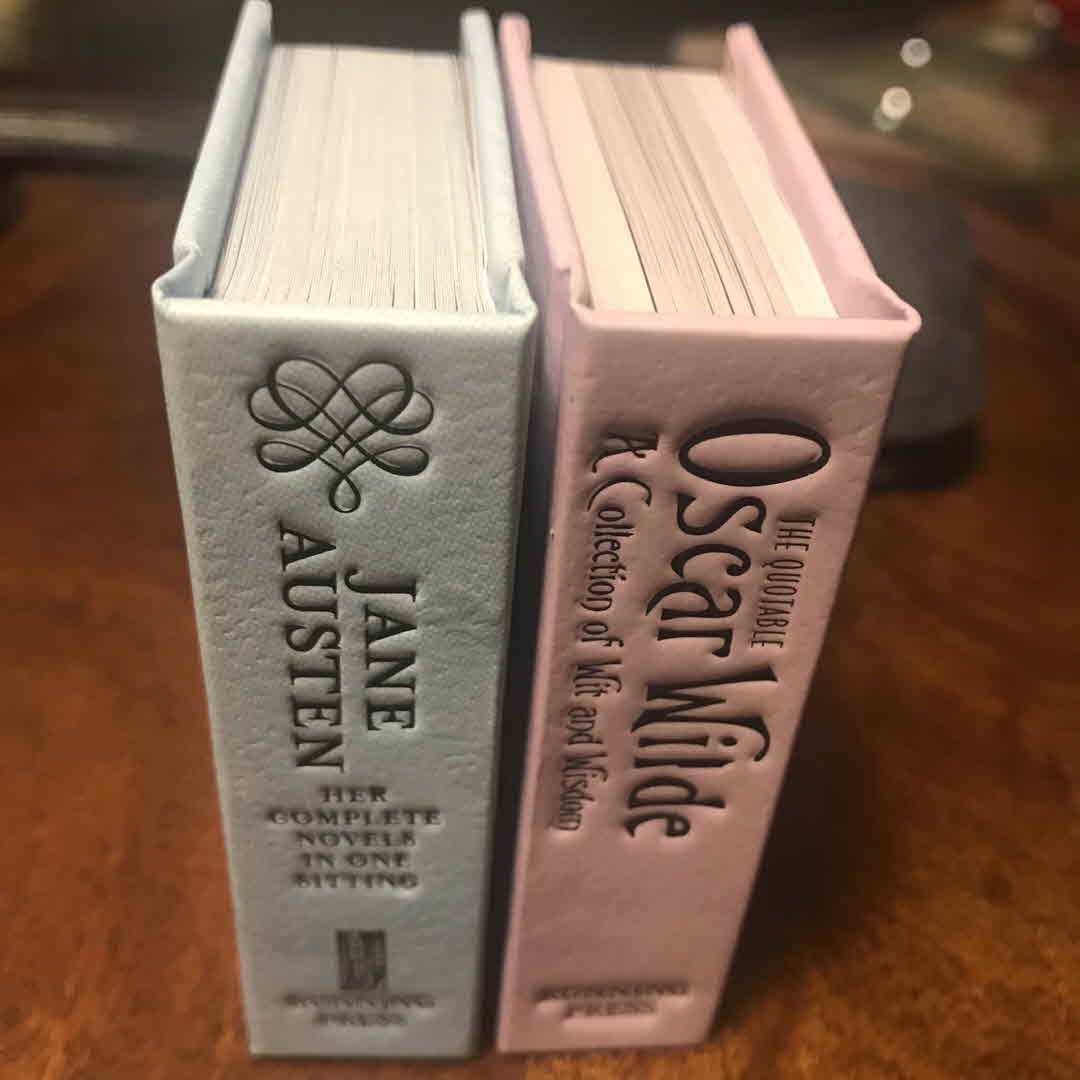 JANE
AUSTEN
HER
COMPLETE
NOVELS
IN ONE
SITTING
RUNNING
PRESS
THE QUOTABLE
Oscar Wilde
A Collection of Wit and Wisdom
RUNNING
PRESS